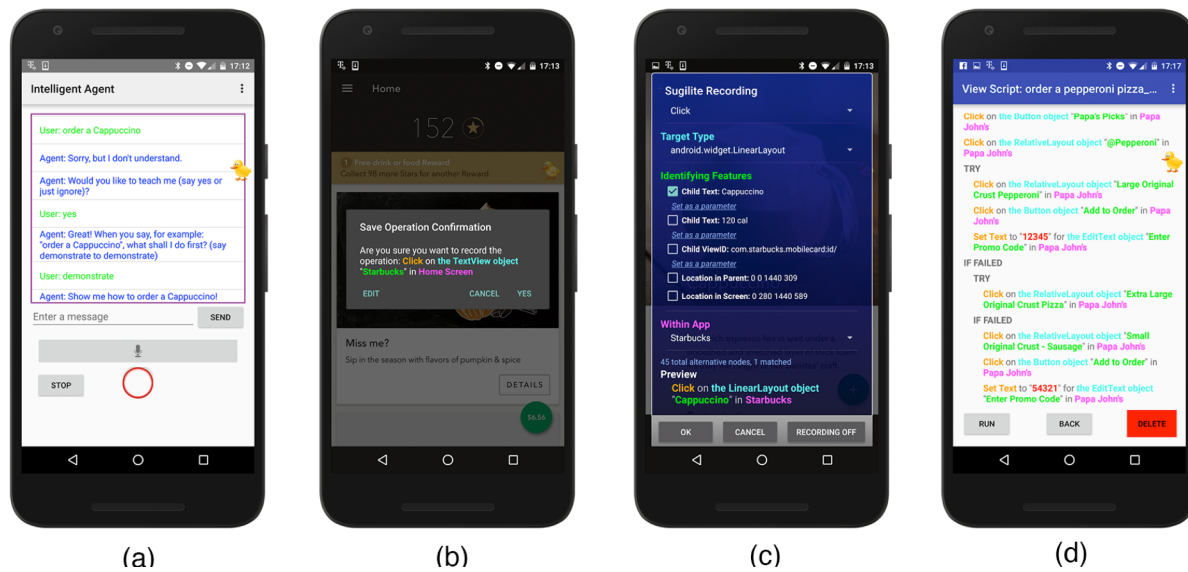 17:12
Intelligent Agent
User: order a Cappuccino
Agent: Sorry, but I don't understand.
Agent: Would you like to teach me (say yes or
just ignore)?
User: yes
Agent: Great! When you say, for example:
"order a Cappuccino", what shall I do first? (say
demonstrate to demonstrate)
User: demonstrate
Agent: Show me how to order a Cappuccino!
Enter a message
SEND
STOP
(a)
17:13
Home
152
1 Free drink or food Reward
Collect 98 more Stars for another Reward
Save Operation Confirmation
Are you sure you want to record the
operation: Click on the TextView object
"Starbucks" in Home Screen
EDIT CANCEL YES
Miss me?
Sip in the season with flavors of pumpkin & spice
DETAILS
$6.56
(b)
17:13
Sugilite Recording
Click
Target Type
android.widget.LinearLayout
Identifying Features
Child Text: Cappuccino
Set as a parameter
Child Text: 120 cal
Set as a parameter
Child ViewID: com.starbucks.mobilecard:id/
Set as a parameter
Location in Parent: 0 0 1440 309
Location in Screen: 0 280 1440 589
Within App
Starbucks
45 total alternative nodes, 1 matched
Preview
Click on the LinearLayout object
"Cappuccino" in Starbucks
OK CANCEL RECORDING OFF
(c)
17:17
View Script: order a pepperoni pizza_...
Click on the Button object "Papa's Picks" in Papa
John's
Click on the RelativeLayout object "@Pepperoni" in
Papa John's
TRY
Click on the RelativeLayout object "Large Original
Crust Pepperoni" in Papa John's
Click on the Button object "Add to Order" in Papa
John's
Set Text to "12345" for the EditText object "Enter
Promo Code" in Papa John's
IF FAILED
TRY
Click on the RelativeLayout object "Extra Large
Original Crust Pizza" in Papa John's
IF FAILED
Click on the RelativeLayout object "Small
Original Crust - Sausage" in Papa John's
Click on the Button object "Add to Order" in
Papa John's
Set Text to "54321" for the EditText object
"Enter Promo Code" in Papa John's
RUN BACK DELETE
(d)